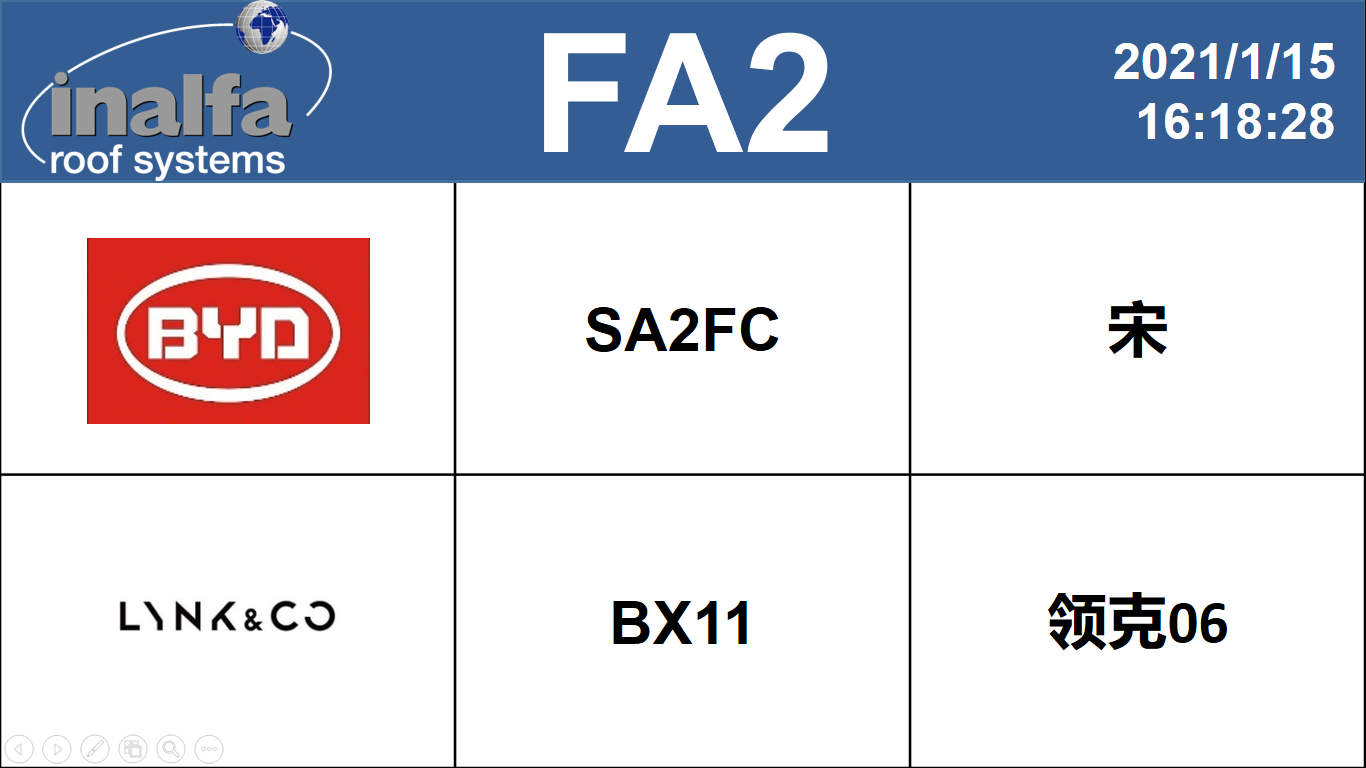 inalfa
roof systems
FA2
2021/1/15
16:18:28
BYD
SA2FC
宋
LYNK&CO
BX11
领克06